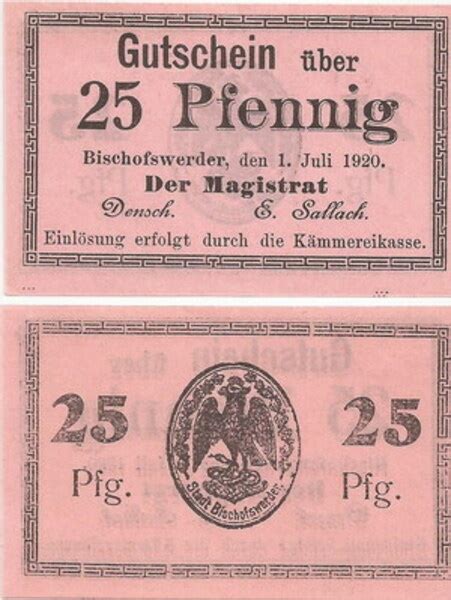 Gutschein über
25 Pfennig
Bischofswerder, den 1. Juli 1920.
Der Magistrat
Densch. E. Sallach.
Einlösung erfolgt durch die Kämmereikasse.
25 25
Pfg. Pfg.
Stadt Bischofswerder.